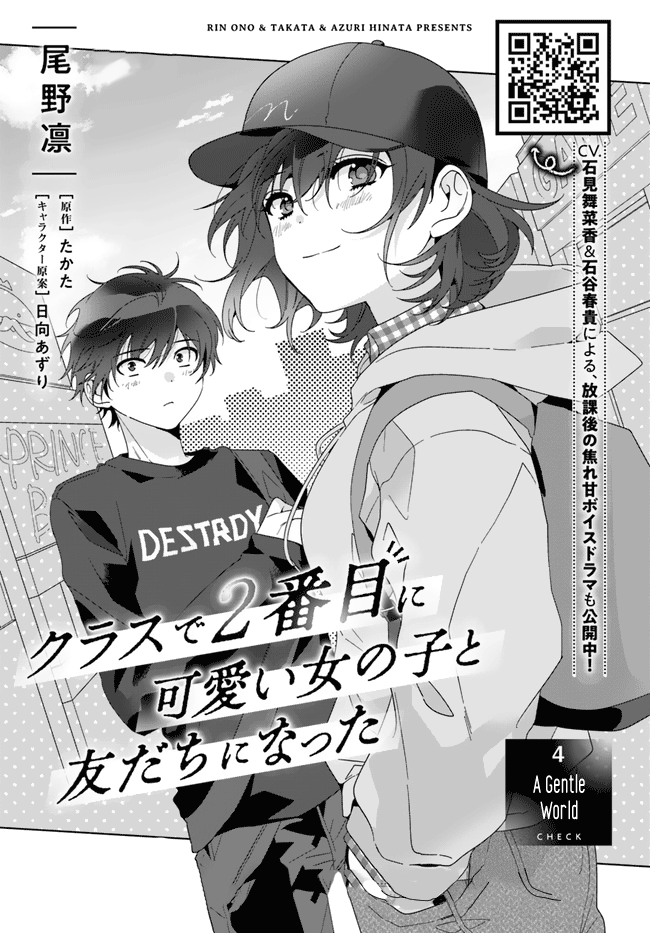 RIN ONO & TAKATA & AZURI HINATA PRESENTS
尾野凛
[原作]たかた
[キャラクター原案]日向あずり
CV.石見舞菜香&石谷春貴による、放課後の焦れ甘ボイスドラマも公開中!
PRINCE
DESTROY
クラスで2番目に
可愛い女の子と
友だちになった
4
A Gentle
World
CHECK